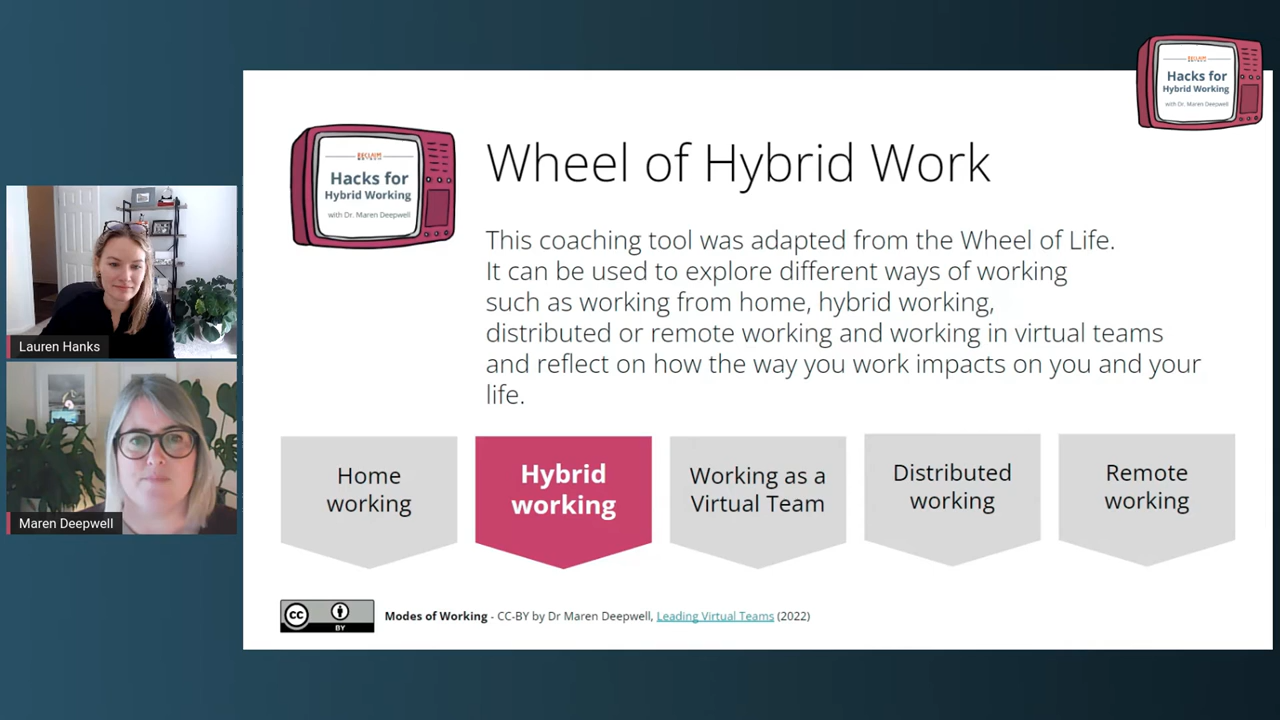 RECLAIM
Hacks for
Hybrid Working
with Dr. Maren Deepwell
RECLAIM
Hacks for
Hybrid Working
with Dr. Maren Deepwell
Wheel of Hybrid Work
This coaching tool was adapted from the Wheel of Life.
It can be used to explore different ways of working
such as working from home, hybrid working,
distributed or remote working and working in virtual teams
and reflect on how the way you work impacts on you and your
life.
Lauren Hanks
Maren Deepwell
Home
working
Hybrid
working
Working as a
Virtual Team
Distributed
working
Remote
working
CC
BY
Modes of Working - CC-BY by Dr Maren Deepwell, Leading Virtual Teams (2022)